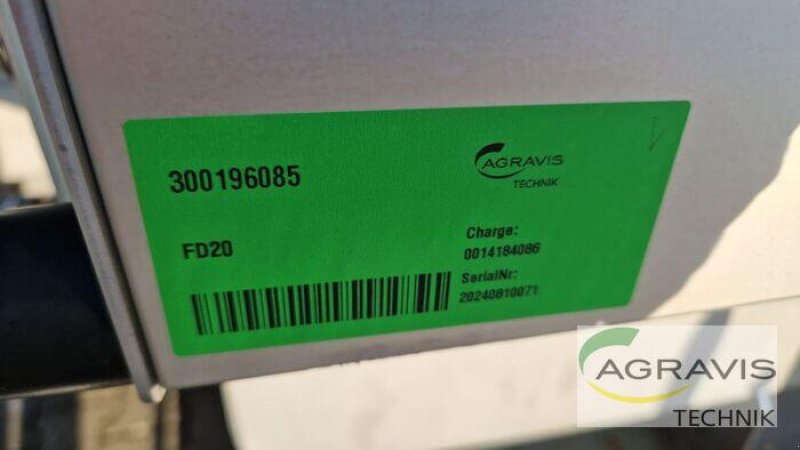 300196085
AGRAVIS
TECHNIK
FD20
Charge:
0014184086
SerialNr:
20240810071
AGRAVIS
TECHNIK